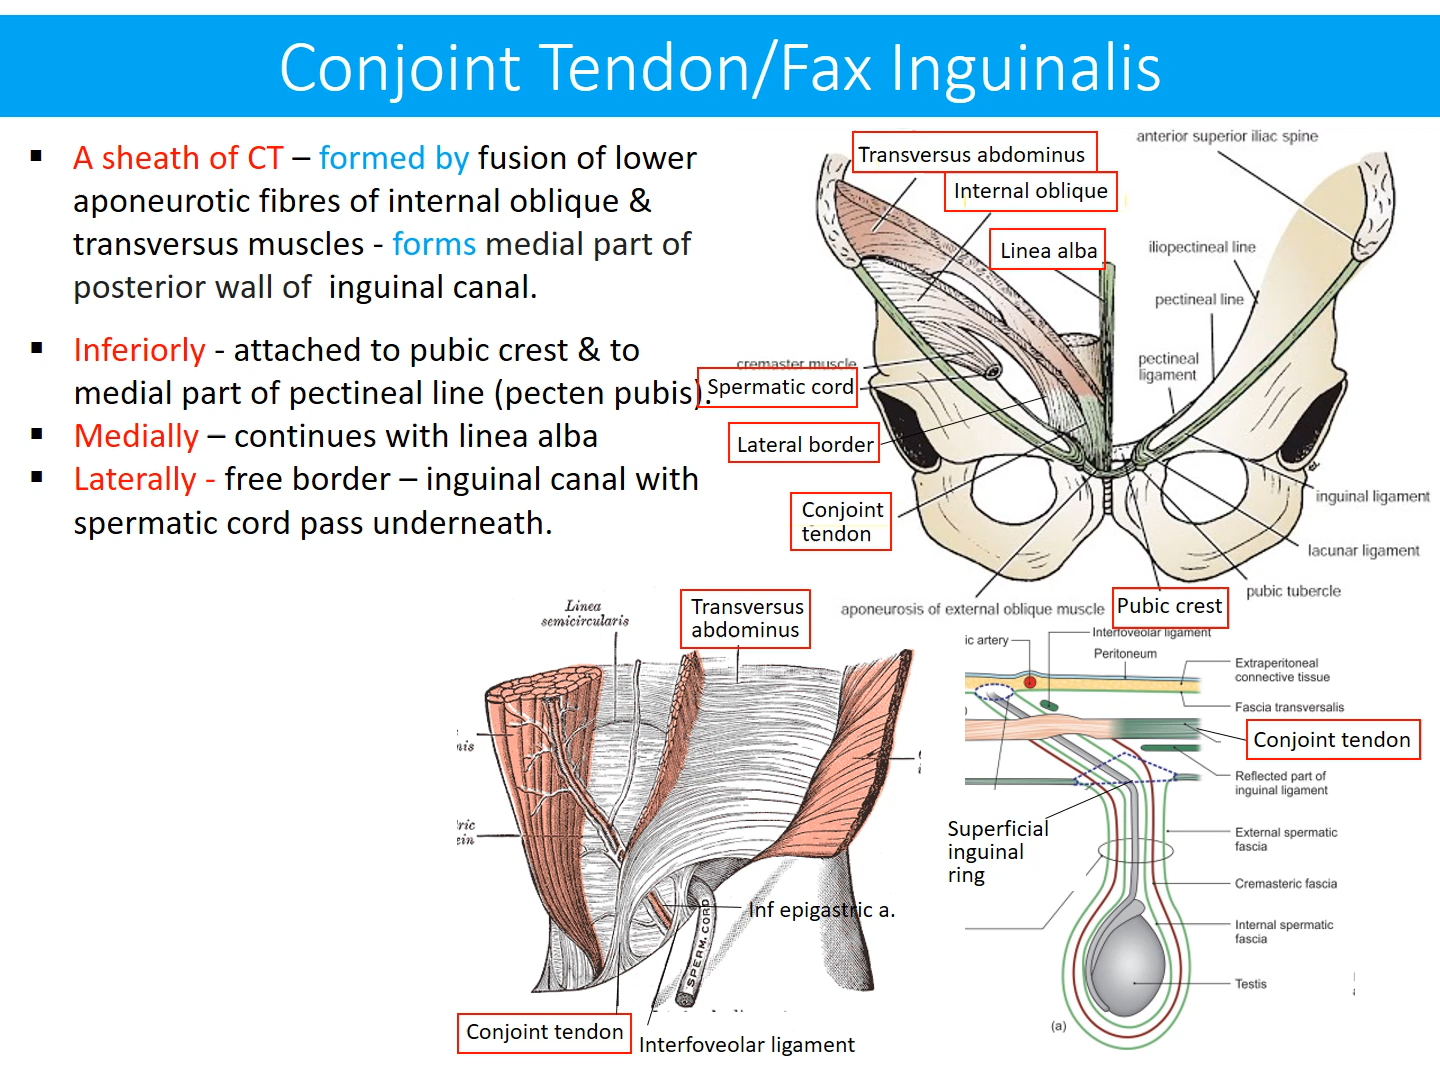 Conjoint Tendon/Fax Inguinalis
▪ A sheath of CT – formed by fusion of lower
aponeurotic fibres of internal oblique &
transversus muscles - forms medial part of
posterior wall of inguinal canal.
▪ Inferiorly - attached to pubic crest & to
medial part of pectineal line (pecten pubis).
▪ Medially – continues with linea alba
▪ Laterally - free border – inguinal canal with
spermatic cord pass underneath.
Transversus abdominus
Internal oblique
Linea alba
anterior superior iliac spine
iliopectineal line
pectineal line
pectineal
ligament
cremaster muscle
Spermatic cord
Lateral border
Conjoint
tendon
inguinal ligament
lacunar ligament
pubic tubercle
aponeurosis of external oblique muscle
Pubic crest
Linea
semicircularis
Transversus
abdominus
nis
ric
ein
Inf epigastric a.
SPERM. CORD
Conjoint tendon
Interfoveolar ligament
ic artery
Interfoveolar ligament
Peritoneum
Extraperitoneal
connective tissue
Fascia transversalis
Conjoint tendon
Reflected part of
inguinal ligament
Superficial
inguinal
ring
External spermatic
fascia
Cremasteric fascia
Internal spermatic
fascia
Testis
(a)